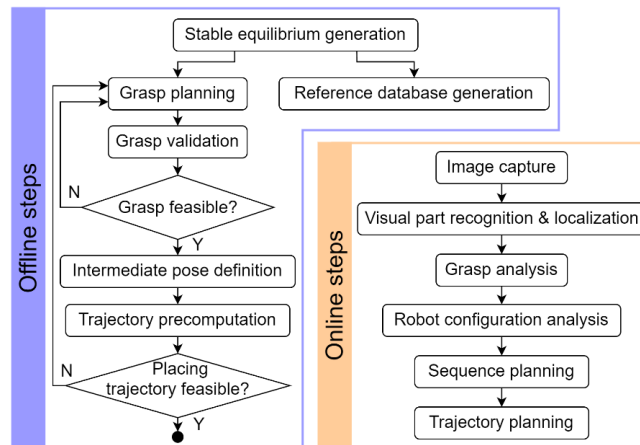 Offline steps
Stable equilibrium generation
Grasp planning
Reference database generation
Grasp validation
N
Grasp feasible?
Y
Intermediate pose definition
Trajectory precomputation
N
Placing
trajectory feasible?
Y
Online steps
Image capture
Visual part recognition & localization
Grasp analysis
Robot configuration analysis
Sequence planning
Trajectory planning